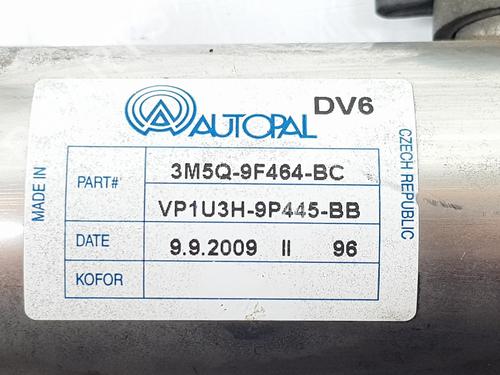 DV6
AUTOPAL
MADE IN
CZECH REPUBLIC
PART# 3M5Q-9F464-BC
VP1U3H-9P445-BB
DATE 9.9.2009 II 96
KOFOR